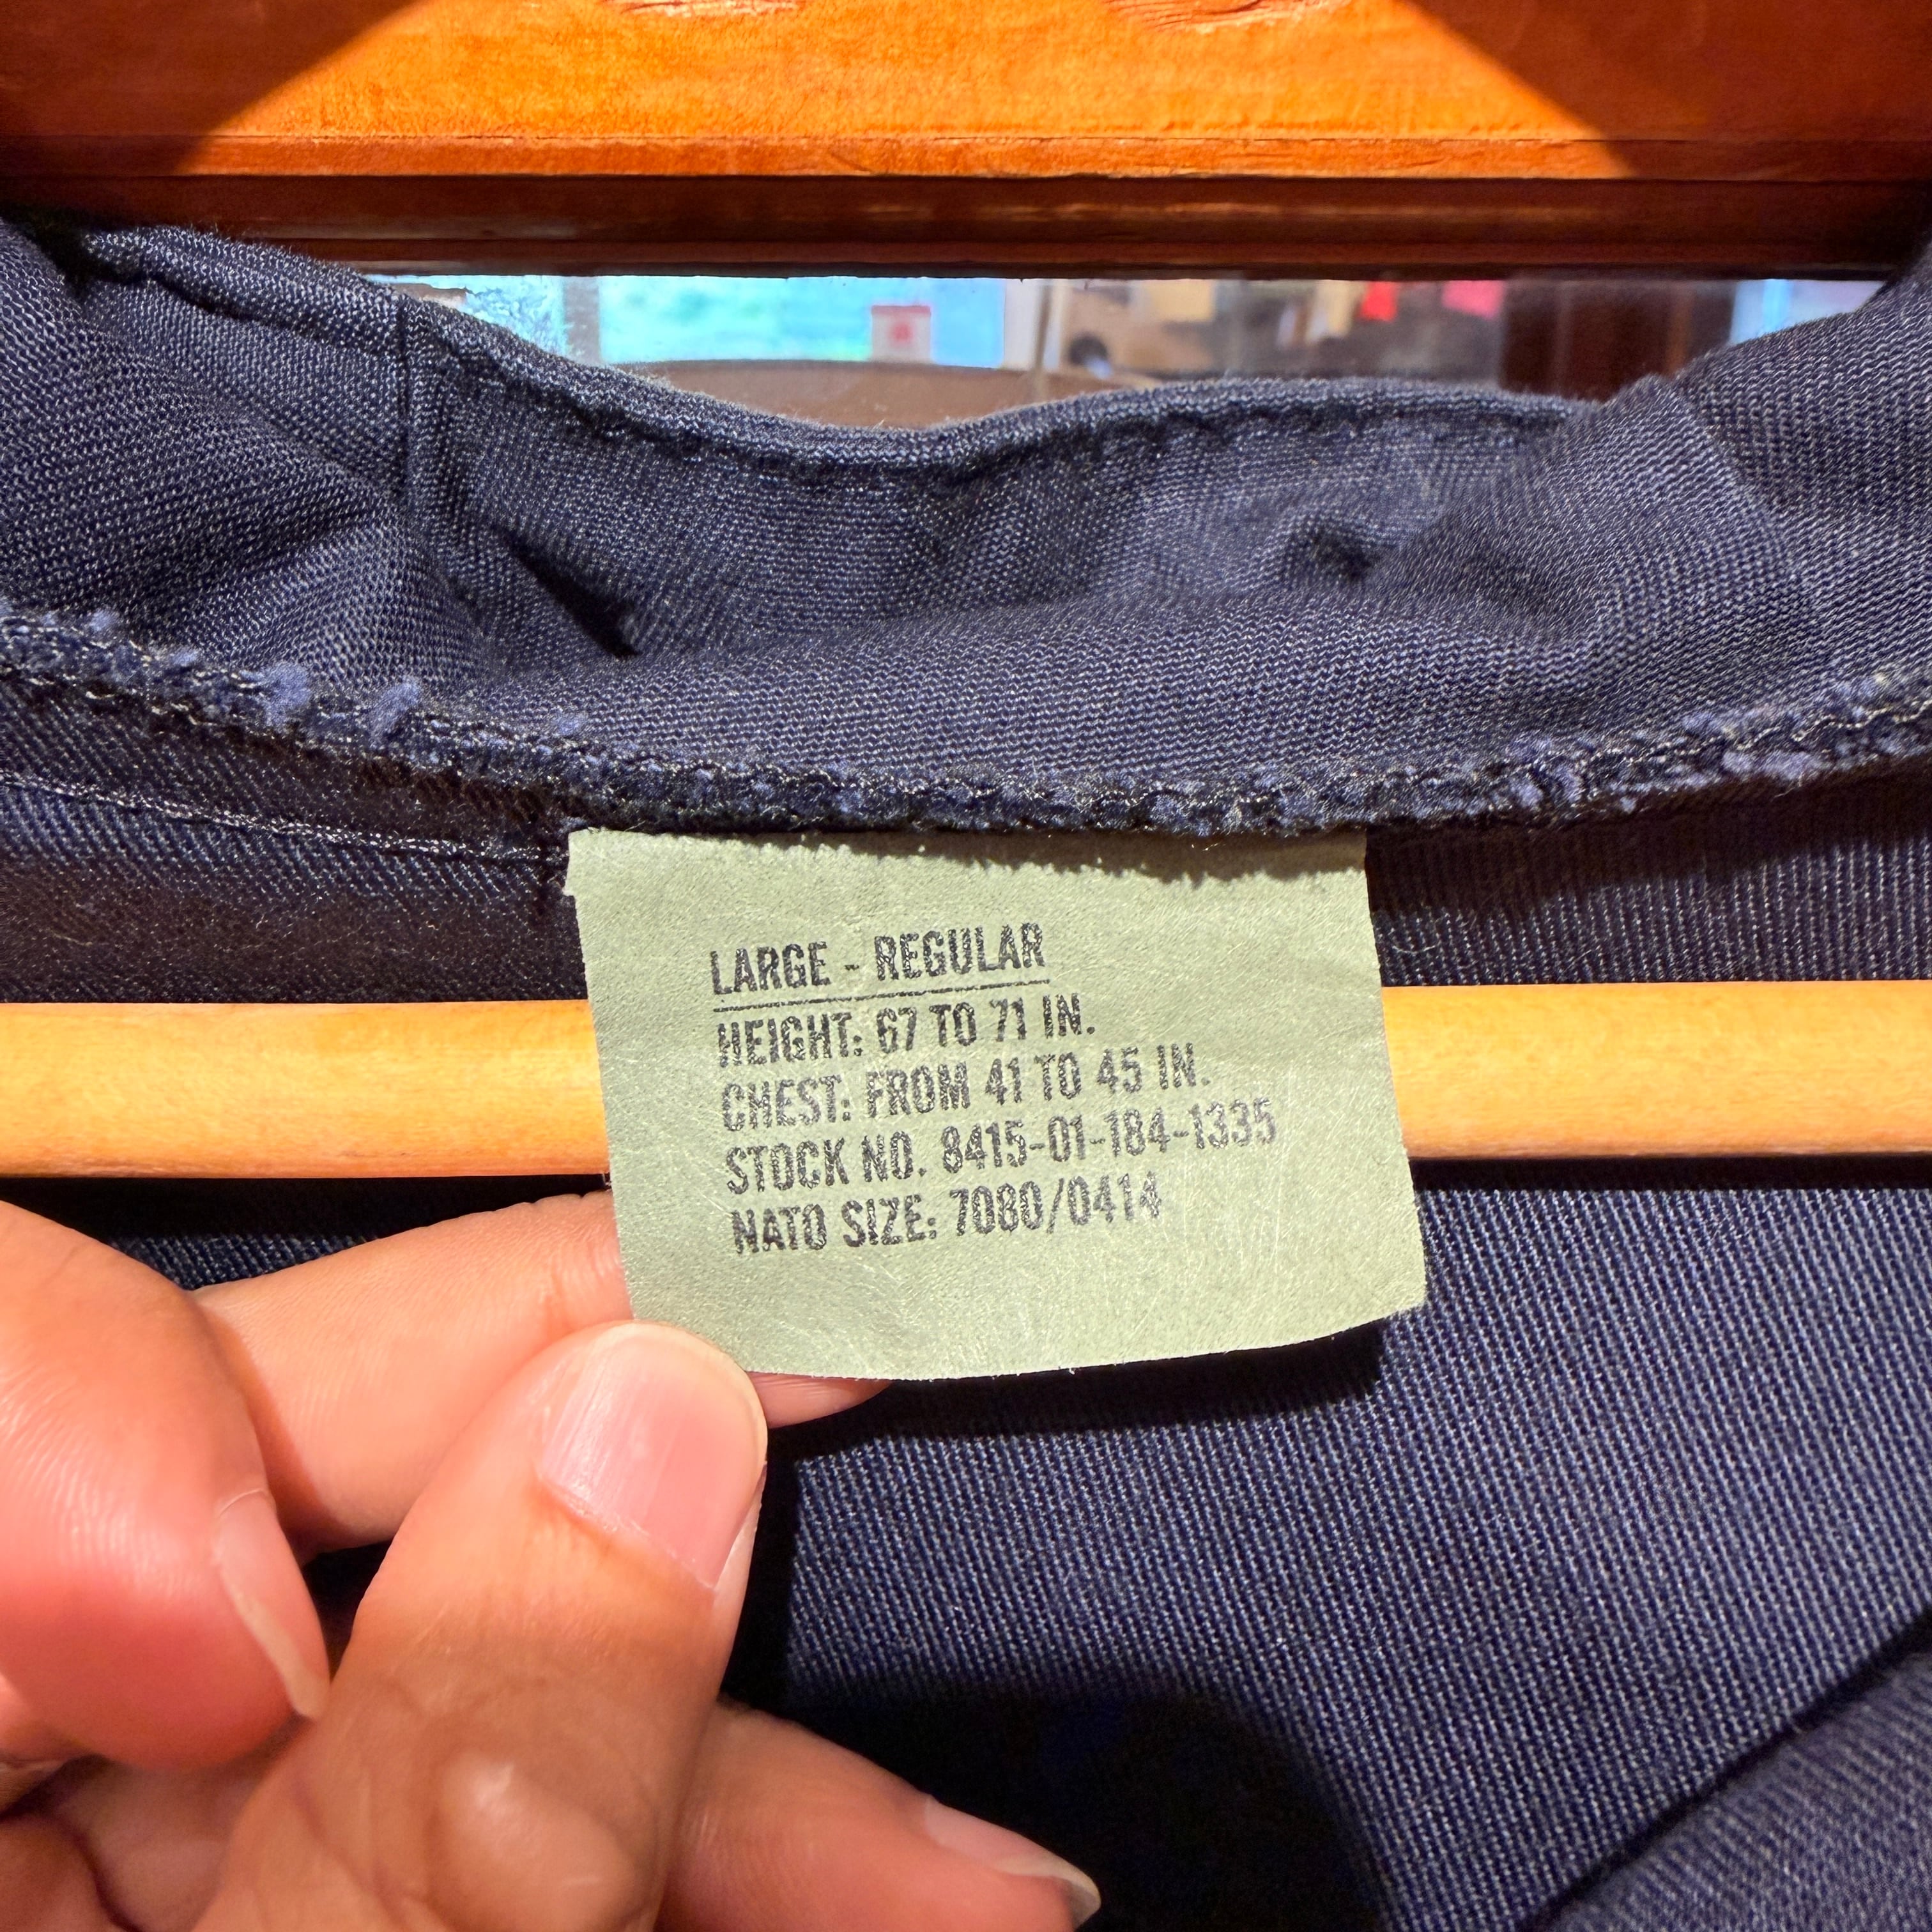 LARGE - REGULAR
HEIGHT: 67 TO 71 IN.
CHEST: FROM 41 TO 45 IN.
STOCK NO. 8415-01-184-1335
NATO SIZE: 7080/0414